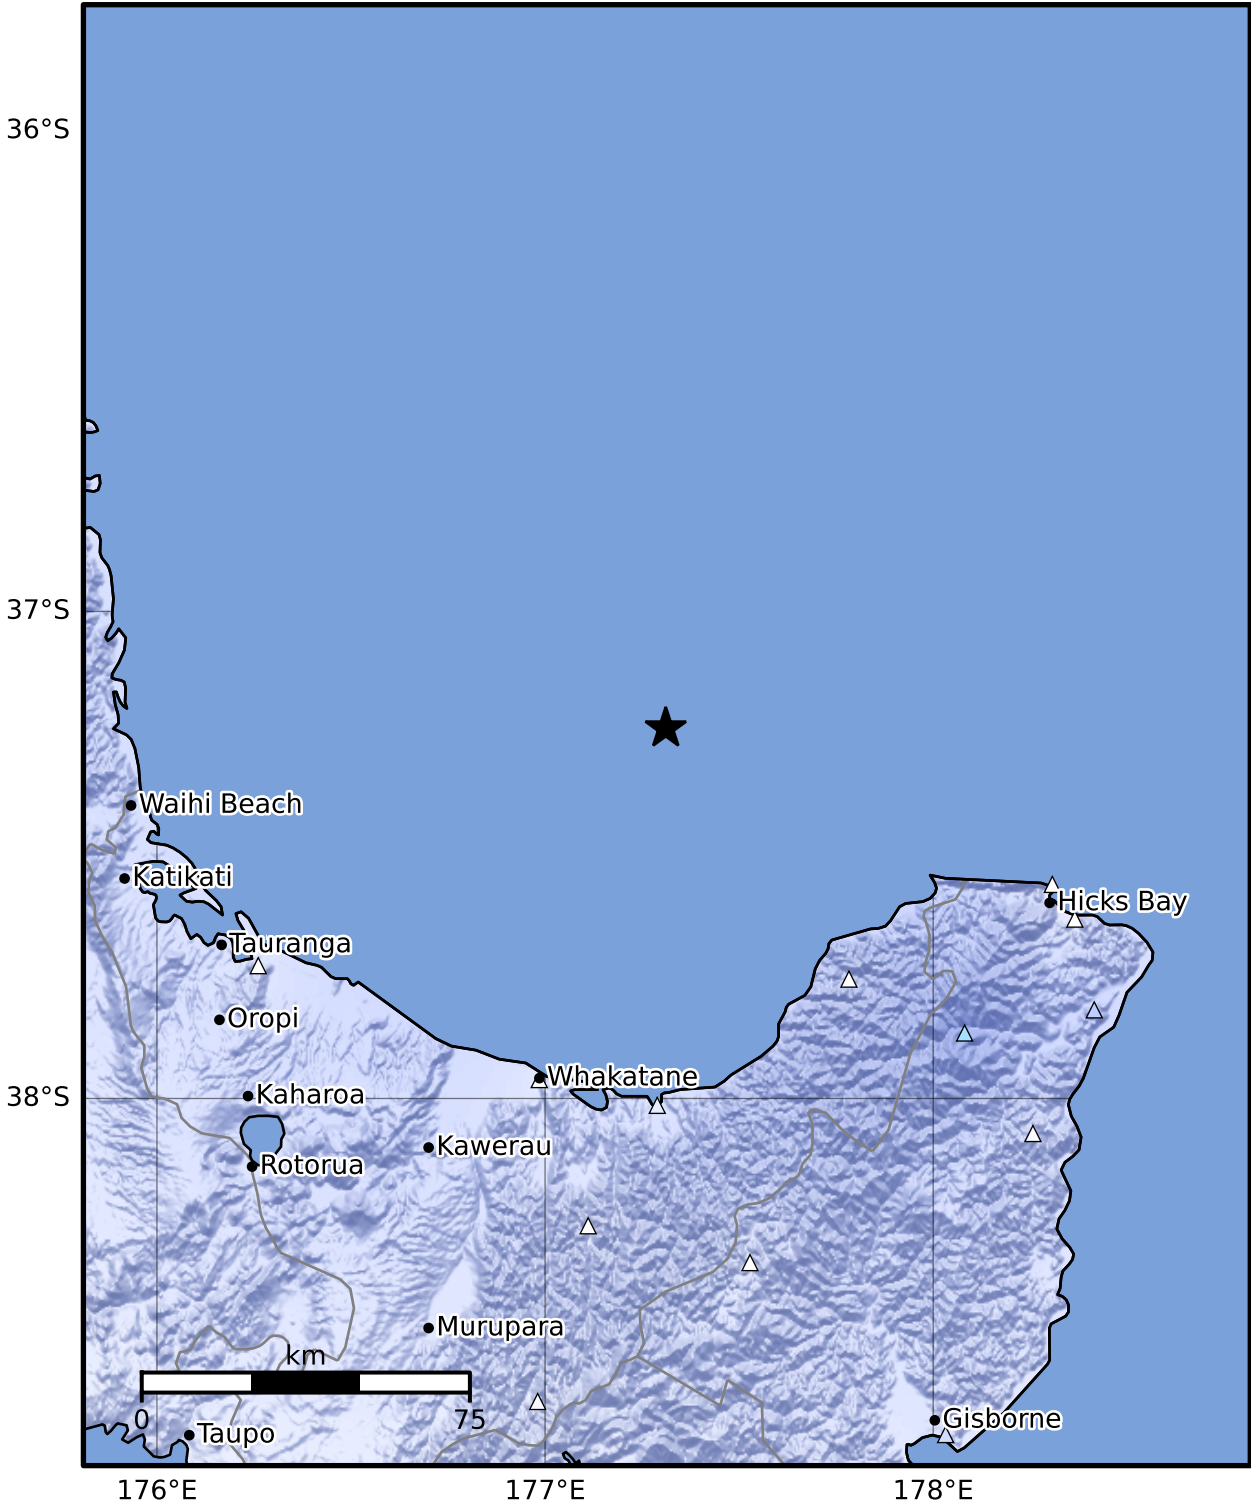 36°S
37°S
Waihi Beach
Katikati
Hicks Bay
Tauranga
Oropi
Whakatane
38°S
Kaharoa
Kawerau
Rotorua
Murupara
km
0
75
Gisborne
Taupo
176°E
177°E
178°E